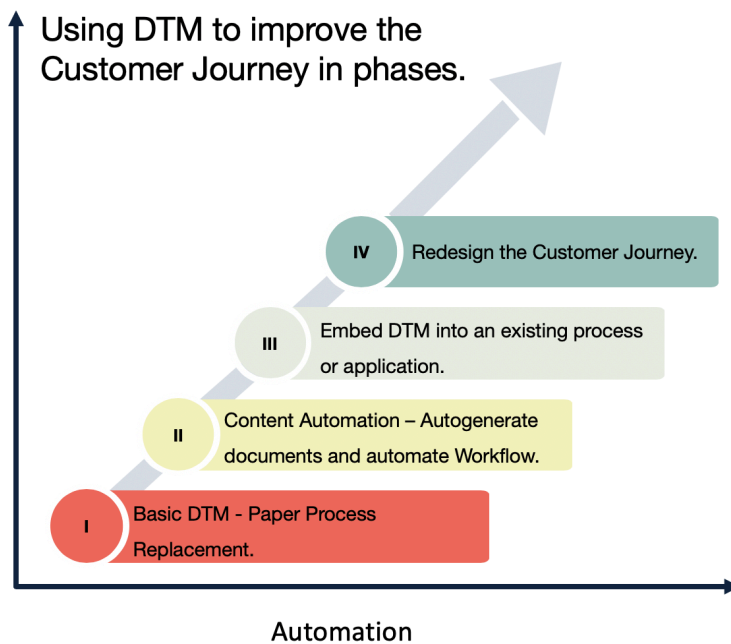 Using DTM to improve the
Customer Journey in phases.
IV
Redesign the Customer Journey.
III
Embed DTM into an existing process
or application.
II
Content Automation – Autogenerate
documents and automate Workflow.
I
Basic DTM - Paper Process
Replacement.
Automation